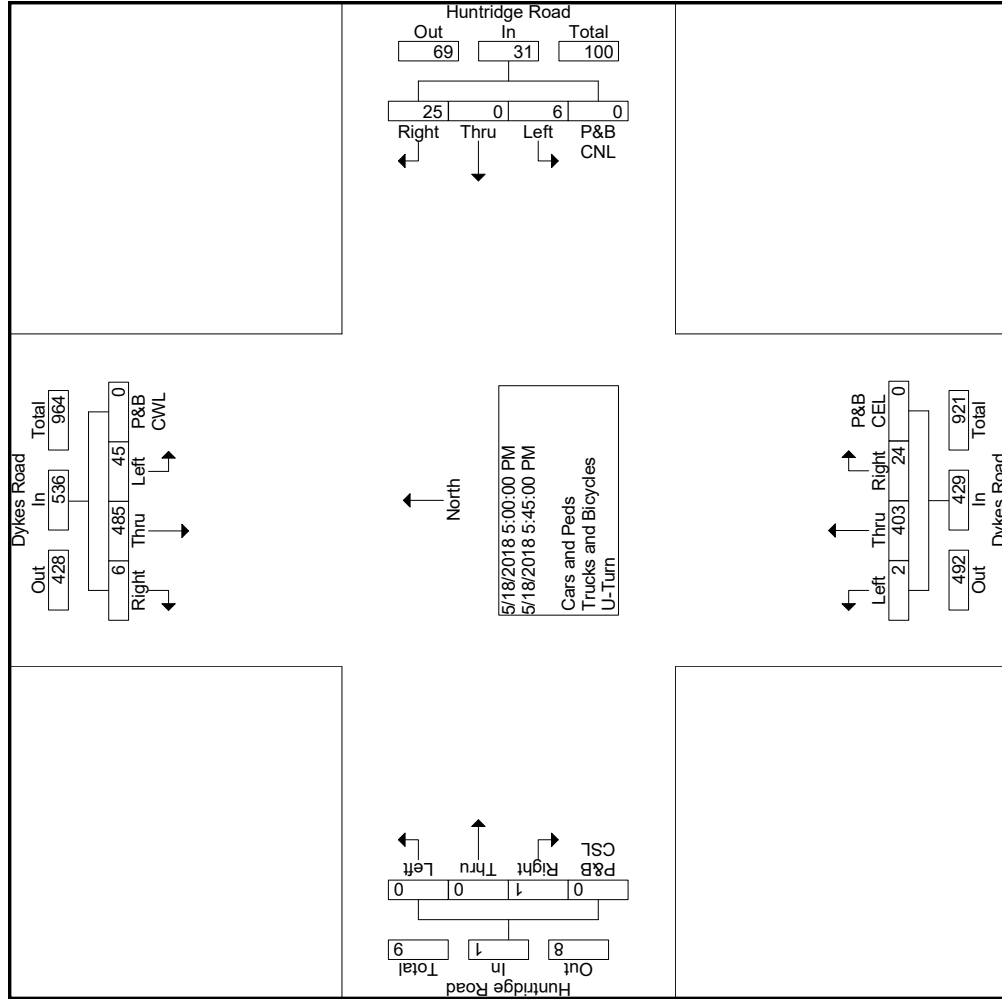 Huntridge Road
Out In Total
69 31 100
25 0 6 0
Right Thru Left P&B
CNL
Dykes Road
Total In Out
964 536 428
0 45 485 6
P&B Left Thru Right
CWL
North
5/18/2018 5:00:00 PM
5/18/2018 5:45:00 PM
Cars and Peds
Trucks and Bicycles
U-Turn
P&B Right Thru Left
CEL
0 24 403 2
921 429 492
Total In Out
Dykes Road
CSL
Left Thru Right P&B
0 0 1 0
9 1 8
Total In Out
Huntridge Road